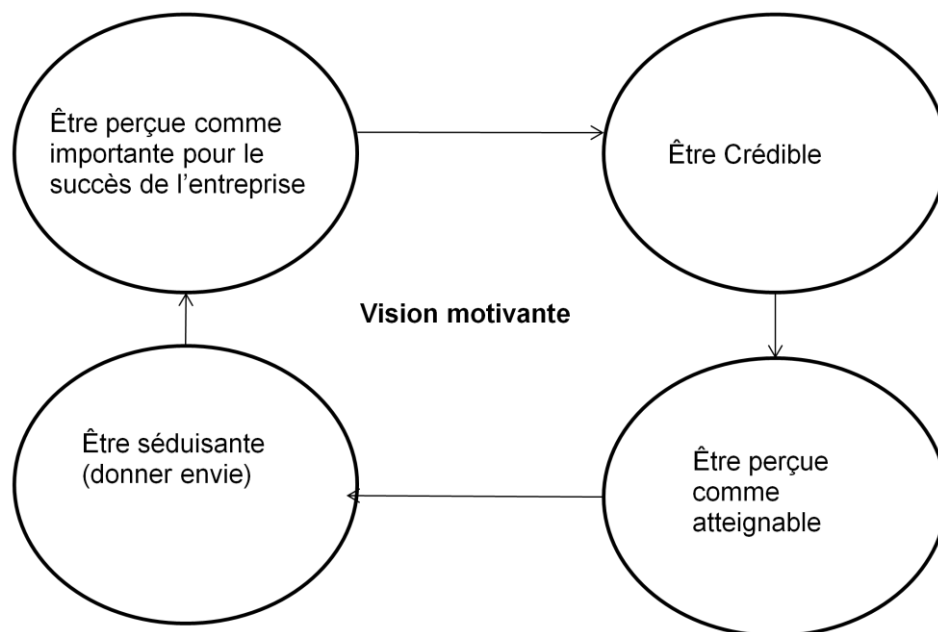 Être perçue comme
importante pour le
succès de l’entreprise
Être Crédible
Vision motivante
Être séduisante
(donner envie)
Être perçue
comme
atteignable